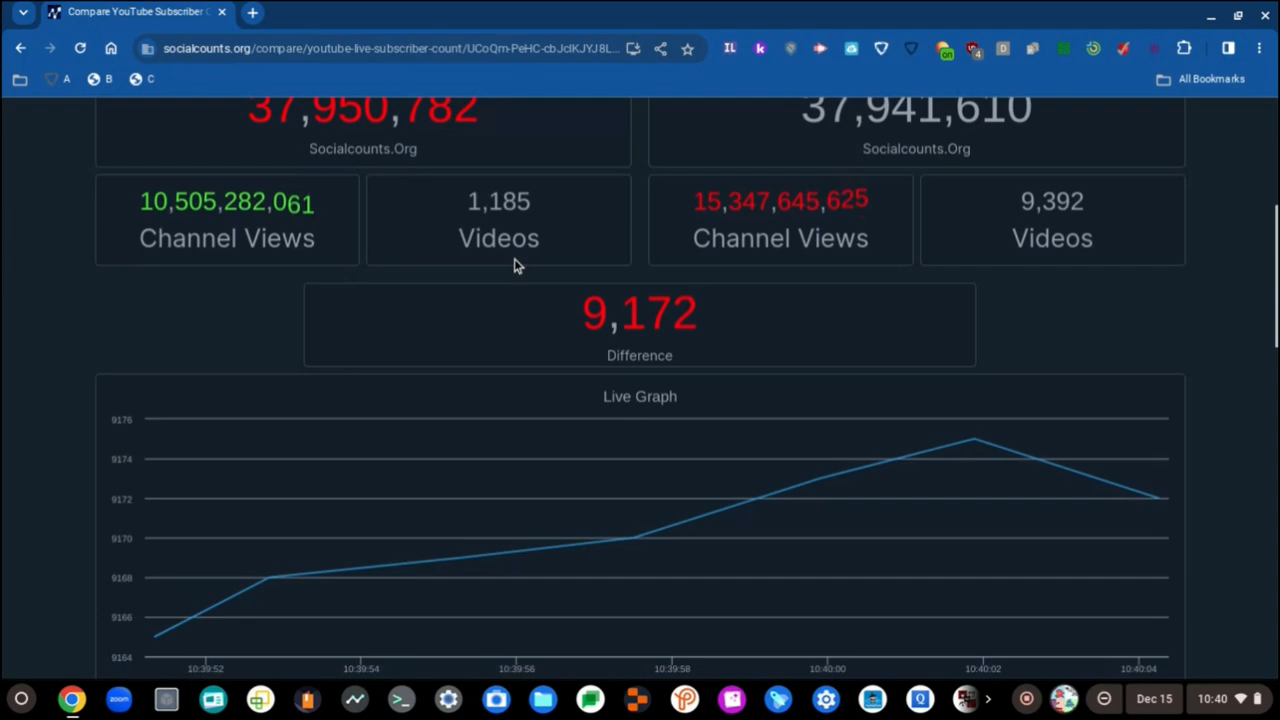 Compare YouTube Subscriber
socialcounts.org/compare/youtube-live-subscriber-count/UCoQm-PeHC-cbJclKJYJ8L...
IL
k
on
D
4
A
B
C
All Bookmarks
37,950,782
Socialcounts.Org
37,941,610
Socialcounts.Org
10,505,282,061
Channel Views
1,185
Videos
15,347,645,625
Channel Views
9,392
Videos
9,172
Difference
Live Graph
9176
9174
9172
9170
9168
9166
9164
10:39:52
10:39:54
10:39:56
10:39:58
10:40:00
10:40:02
10:40:04
zoom
Q
Dec 15
10:40